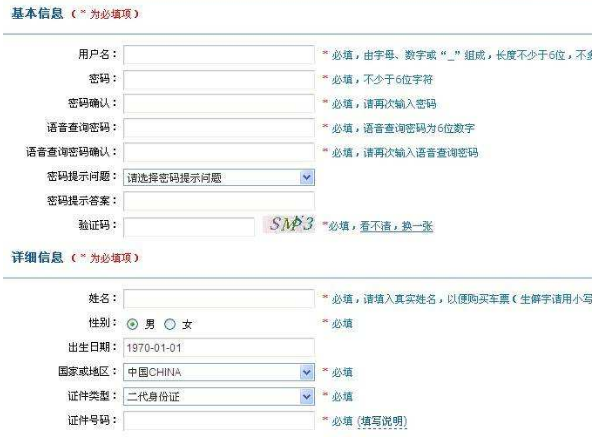 基本信息 (* 为必填项)
用户名： * 必填，由字母、数字或“_”组成，长度不少于6位，不
密码： * 必填，不少于6位字符
密码确认： * 必填，请再次输入密码
语音查询密码： * 必填，语音查询密码为6位数字
语音查询密码确认： * 必填，请再次输入语音查询密码
密码提示问题： 请选择密码提示问题
密码提示答案：
验证码： *必填，看不清，换一张
详细信息 (* 为必填项)
姓名： * 必填，请填入真实姓名，以便购买车票(生僻字请用小写
性别： 男 女 * 必填
出生日期： 1970-01-01
国家或地区： 中国CHINA * 必填
证件类型： 二代身份证 * 必填
证件号码： * 必填 (填写说明)